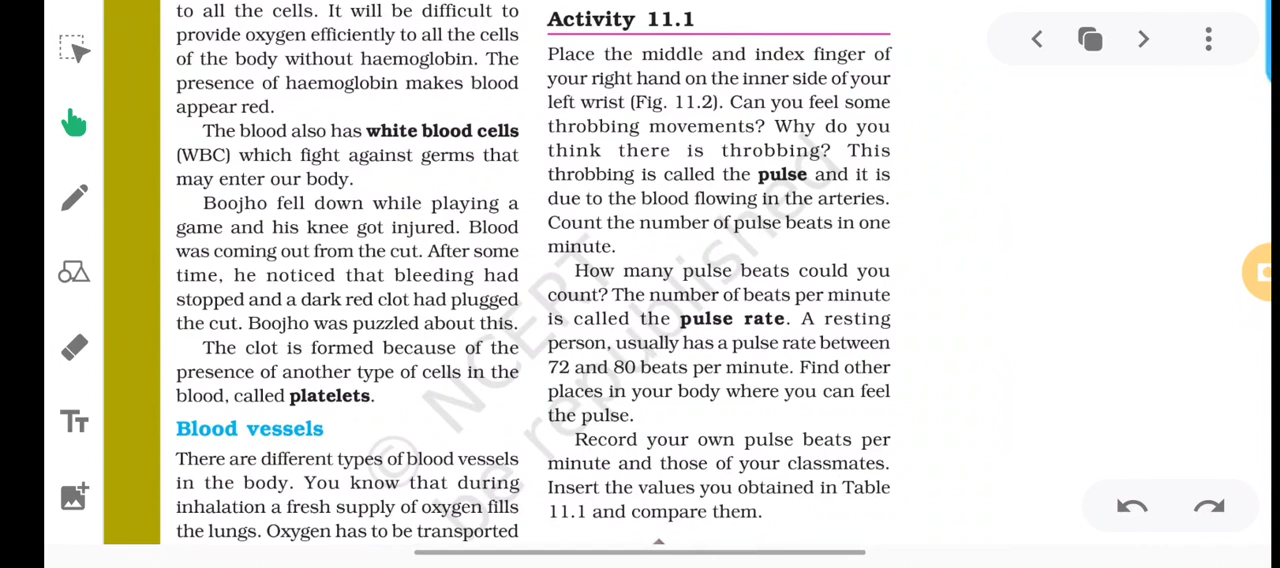 to all the cells. It will be difficult to
provide oxygen efficiently to all the cells
of the body without haemoglobin. The
presence of haemoglobin makes blood
appear red.
The blood also has white blood cells
(WBC) which fight against germs that
may enter our body.
Boojho fell down while playing a
game and his knee got injured. Blood
was coming out from the cut. After some
time, he noticed that bleeding had
stopped and a dark red clot had plugged
the cut. Boojho was puzzled about this.
The clot is formed because of the
presence of another type of cells in the
blood, called platelets.
Blood vessels
There are different types of blood vessels
in the body. You know that during
inhalation a fresh supply of oxygen fills
the lungs. Oxygen has to be transported
Activity 11.1
Place the middle and index finger of
your right hand on the inner side of your
left wrist (Fig. 11.2). Can you feel some
throbbing movements? Why do you
think there is throbbing? This
throbbing is called the pulse and it is
due to the blood flowing in the arteries.
Count the number of pulse beats in one
minute.
How many pulse beats could you
count? The number of beats per minute
is called the pulse rate. A resting
person, usually has a pulse rate between
72 and 80 beats per minute. Find other
places in your body where you can feel
the pulse.
Record your own pulse beats per
minute and those of your classmates.
Insert the values you obtained in Table
11.1 and compare them.
© NCERT
be republished
TT